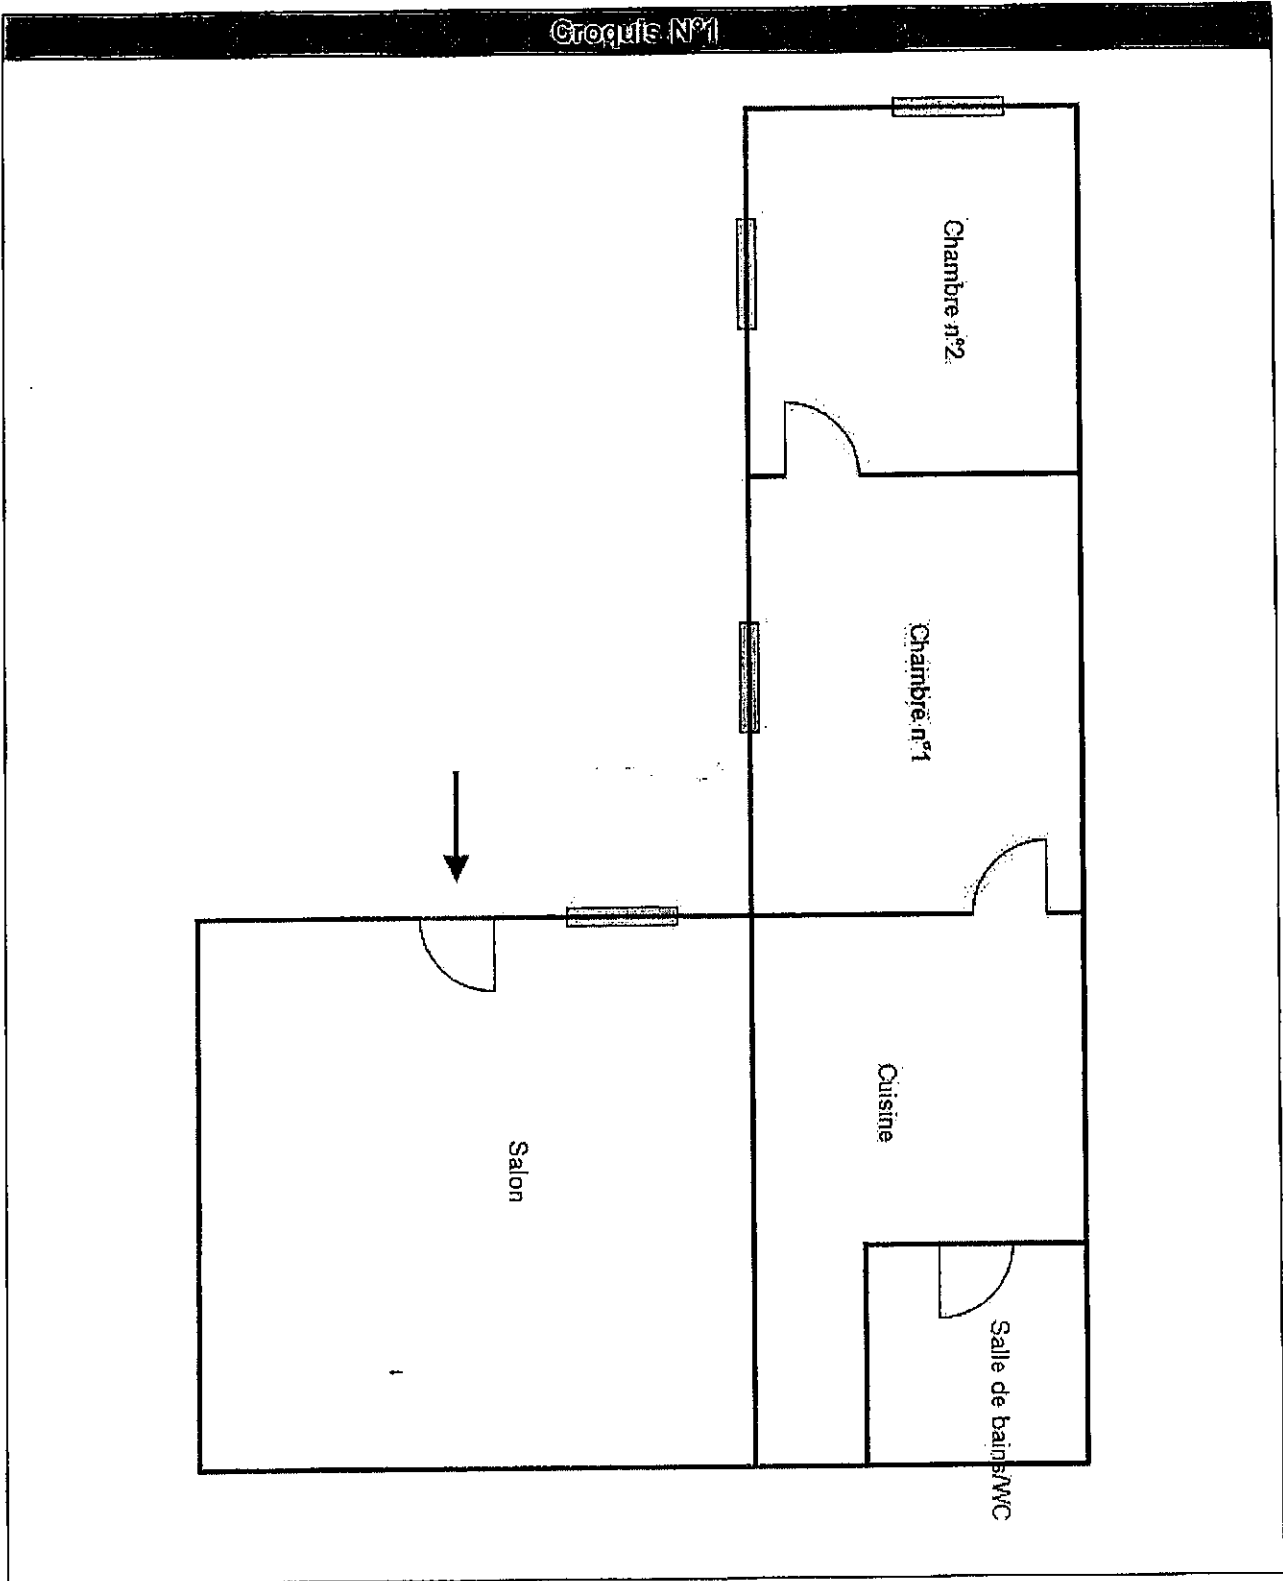 Croquis N°1
Chambre n°2
Chambre n°1
Cuisine
Salon
Salle de bains/WC